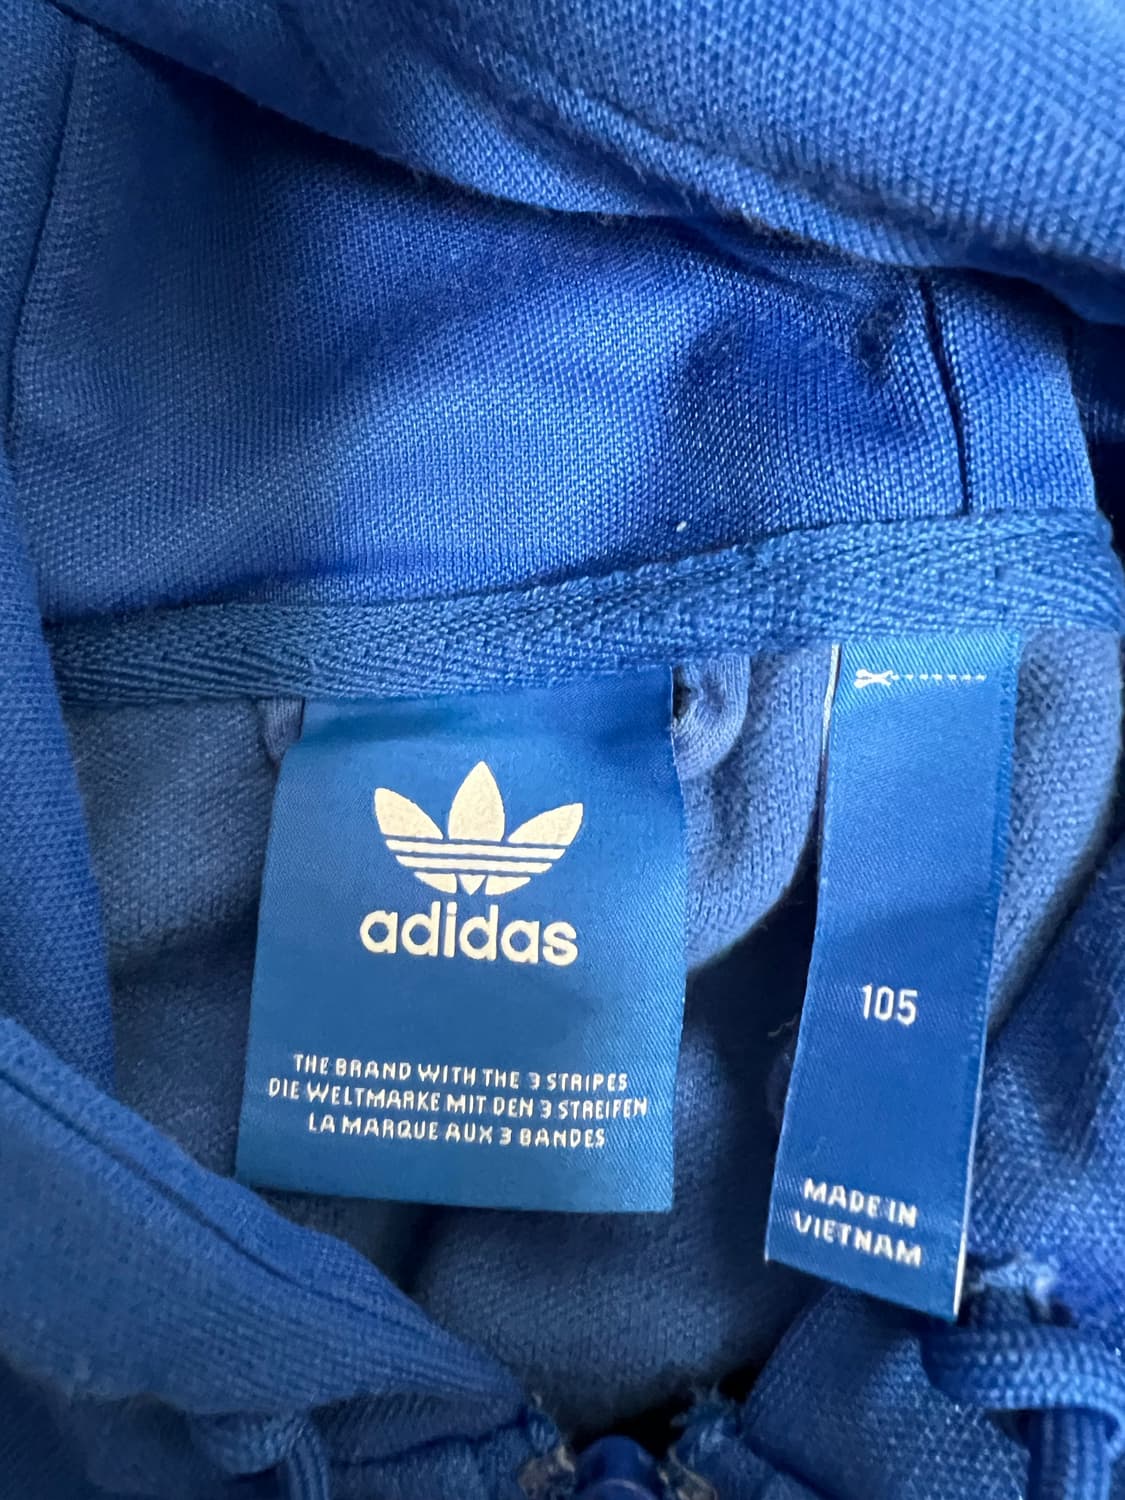 adidas
THE BRAND WITH THE 3 STRIPES
DIE WELTMARKE MIT DEN 3 STREIFEN
LA MARQUE AUX 3 BANDES
105
MADE IN
VIETNAM